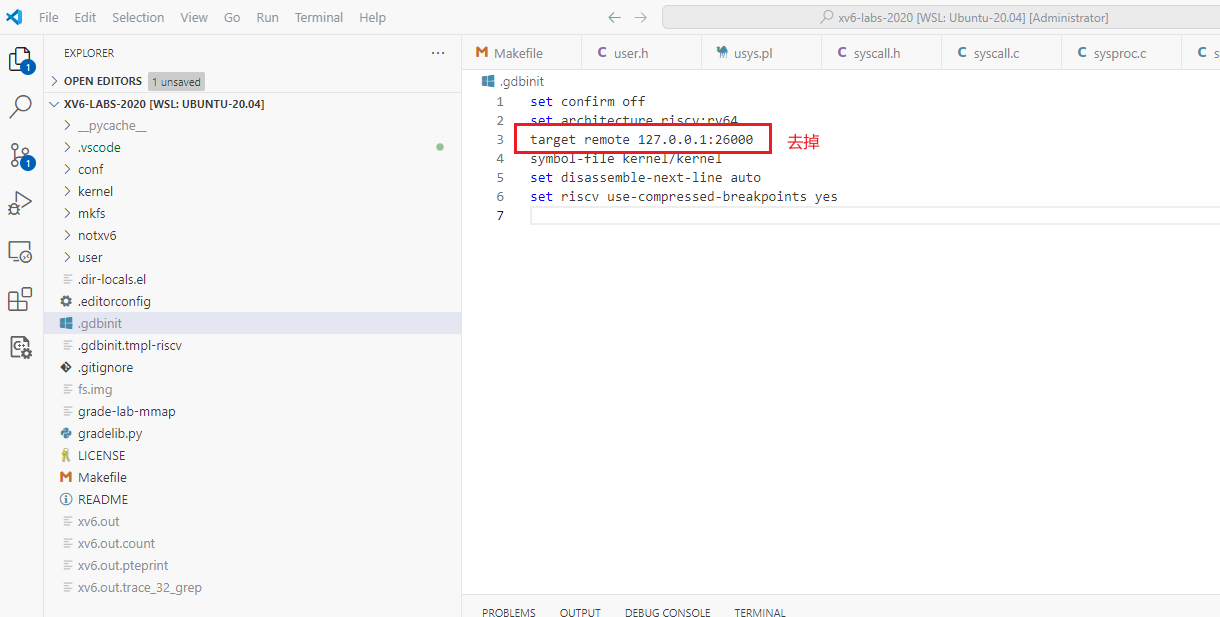 File Edit Selection View Go Run Terminal Help
xv6-labs-2020 [WSL: Ubuntu-20.04] [Administrator]
EXPLORER
OPEN EDITORS 1 unsaved
XV6-LABS-2020 [WSL: UBUNTU-20.04]
__pycache__
.vscode
conf
kernel
mkfs
notxv6
user
.dir-locals.el
.editorconfig
.gdbinit
.gdbinit.tmpl-riscv
.gitignore
fs.img
grade-lab-mmap
gradelib.py
LICENSE
Makefile
README
xv6.out
xv6.out.count
xv6.out.pteprint
xv6.out.trace_32_grep
1
1
M Makefile C user.h usys.pl C syscall.h C syscall.c C sysproc.c C s
.gdbinit
1 set confirm off
2 set architecture riscv:rv64
3 target remote 127.0.0.1:26000 去掉
4 symbol-file kernel/kernel
5 set disassemble-next-line auto
6 set riscv use-compressed-breakpoints yes
7
PROBLEMS OUTPUT DEBUG CONSOLE TERMINAL